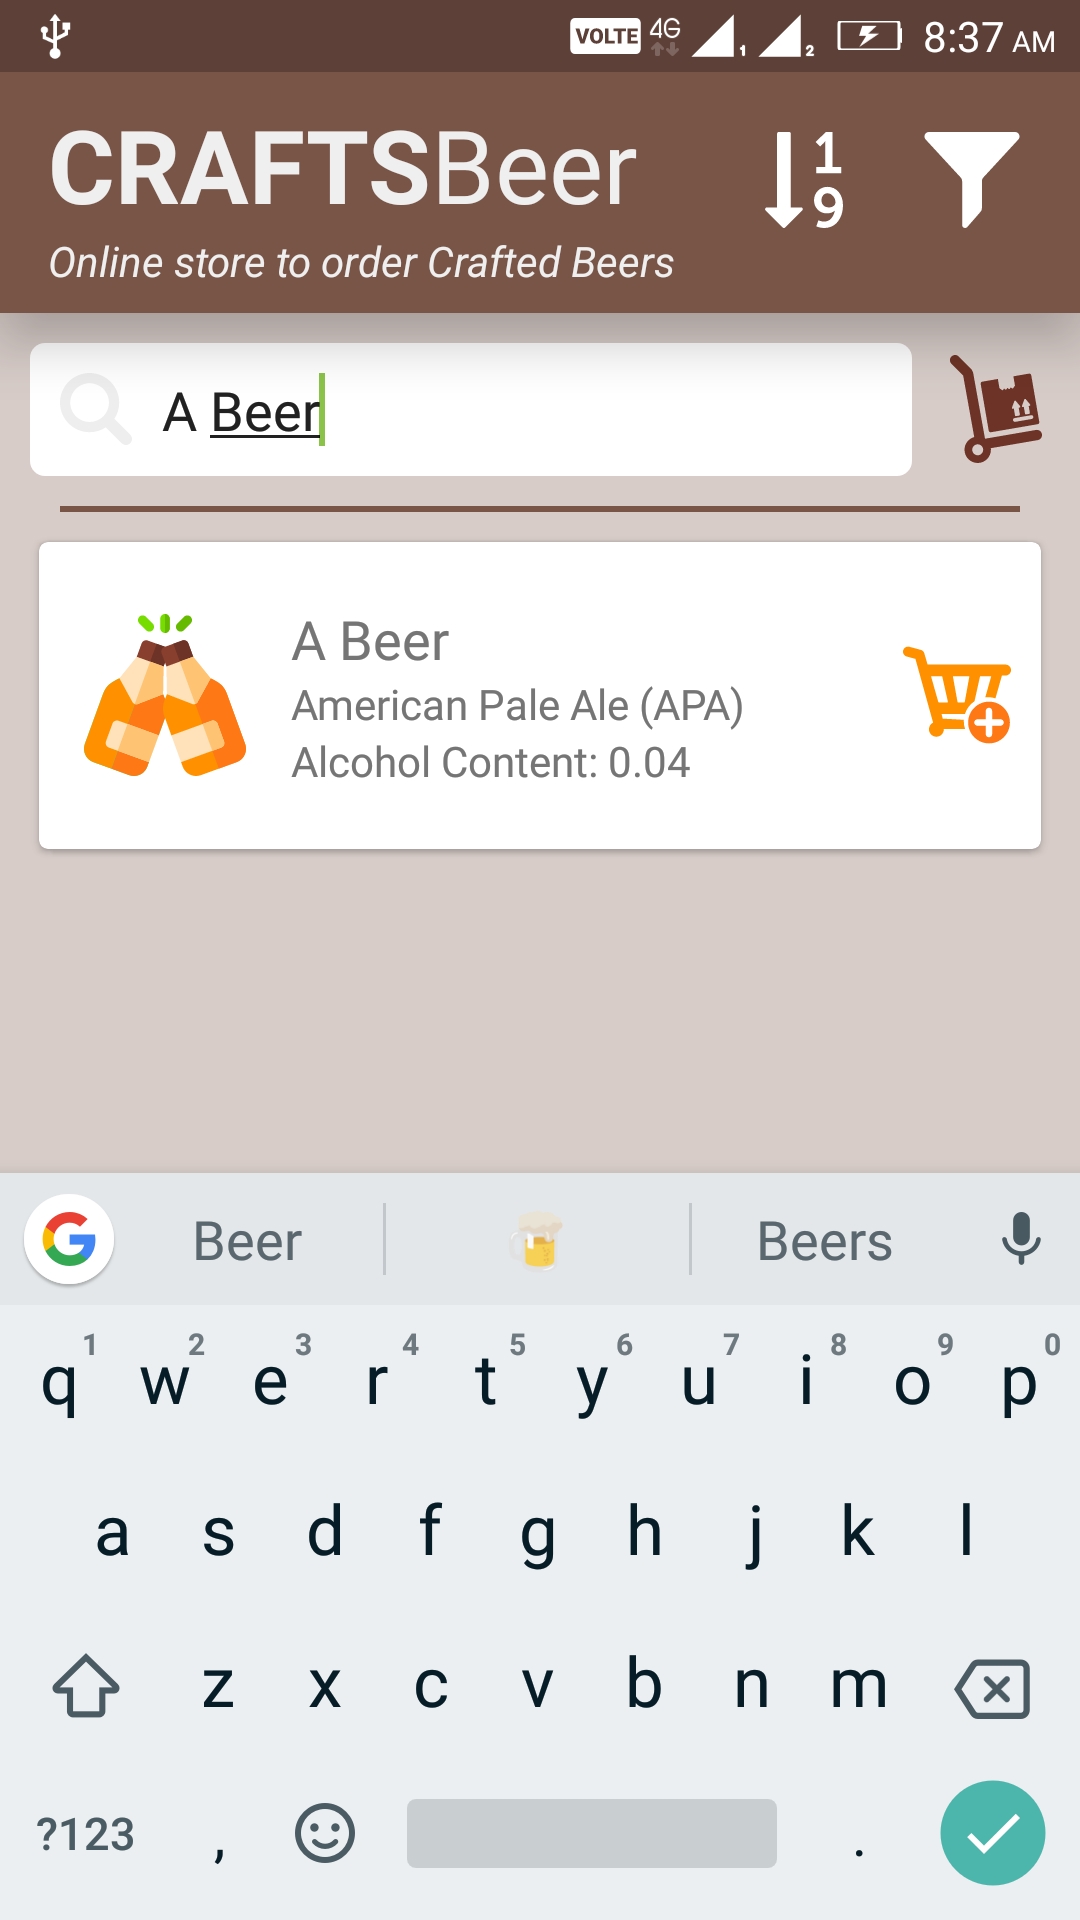 VOLTE 4G 1 2 8:37 AM
CRAFTSBeer
1
9
Online store to order Crafted Beers
A Beer
A Beer
American Pale Ale (APA)
Alcohol Content: 0.04
G Beer Beers
1 2 3 4 5 6 7 8 9 0
q w e r t y u i o p
a s d f g h j k l
z x c v b n m
?123 , .